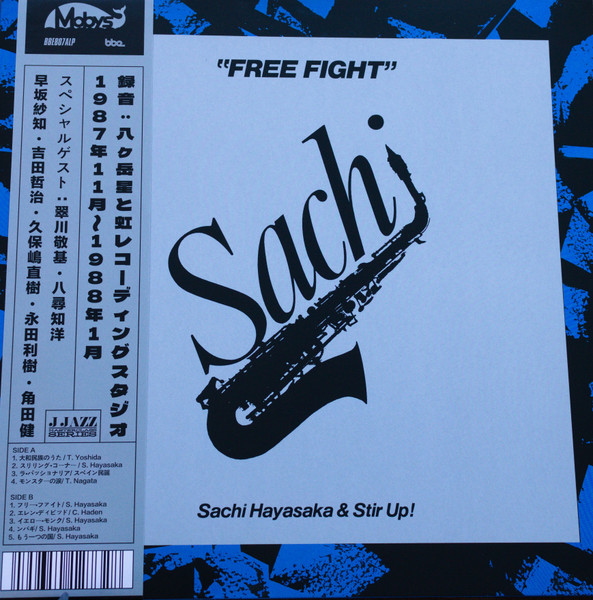 Mobys
BBE807ALP
bbe
録音：八ヶ岳星と虹レコーディングスタジオ
1987年11月〜1988年1月
スペシャルゲスト：翠川敬基・八尋知洋
早坂紗知・吉田哲治・久保嶋直樹・永田利樹・角田健
J JAZZ
MASTERCLASS
SERIES
SIDE A
1. 大和民族のうた/ T. Yoshida
2. スリリング・コーナー/ S. Hayasaka
3. ラ・パッショナリア/ スペイン民謡
4. モンスターの涙/ T. Nagata
SIDE B
1. フリー・ファイト/ S. Hayasaka
2. エレン・ディビッド/ C. Haden
3. イエロー・モンク/ S. Hayasaka
4. ンバギ/ S. Hayasaka
5. もう一つの国/ S. Hayasaka
"FREE FIGHT"
Sachi
Sachi Hayasaka & Stir Up!